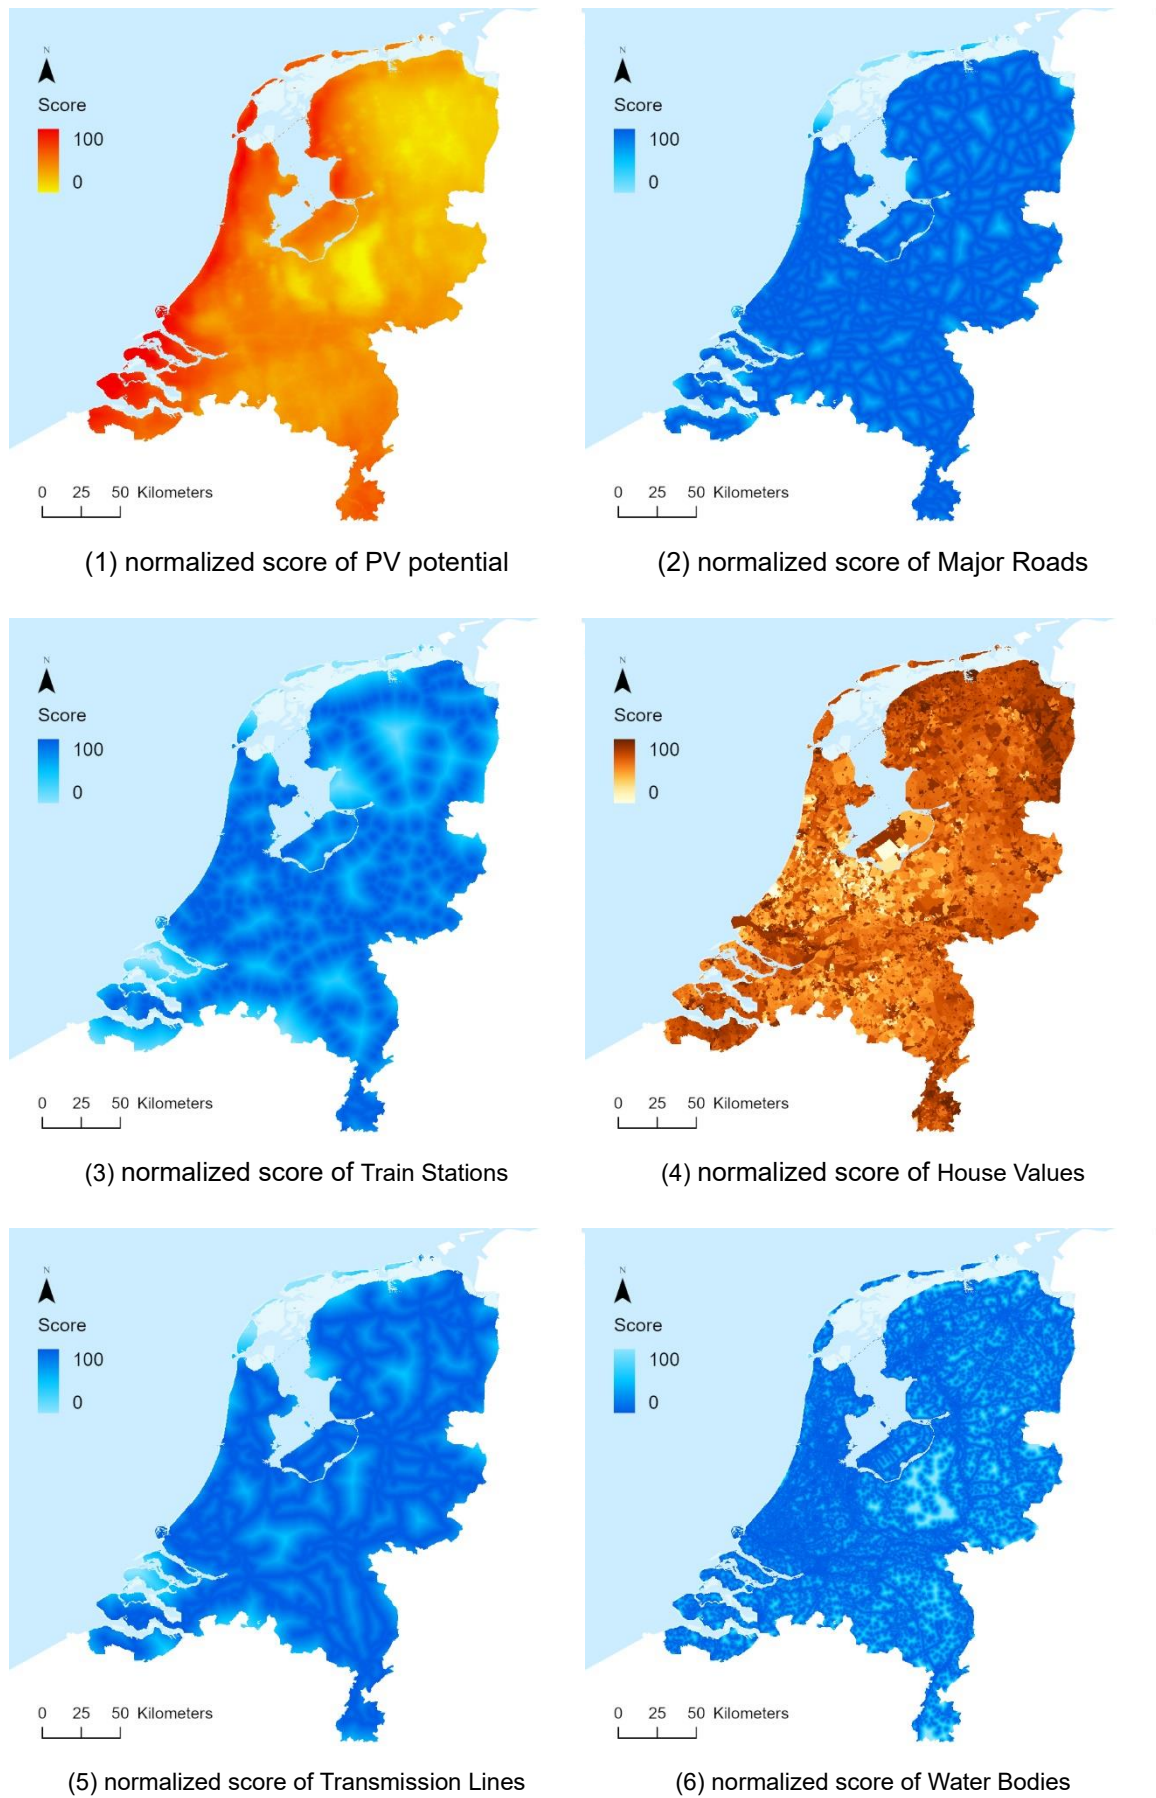 N
Score
100
0
0 25 50 Kilometers
(1) normalized score of PV potential
N
Score
100
0
0 25 50 Kilometers
(2) normalized score of Major Roads
N
Score
100
0
0 25 50 Kilometers
(3) normalized score of Train Stations
N
Score
100
0
0 25 50 Kilometers
(4) normalized score of House Values
N
Score
100
0
0 25 50 Kilometers
(5) normalized score of Transmission Lines
N
Score
100
0
0 25 50 Kilometers
(6) normalized score of Water Bodies